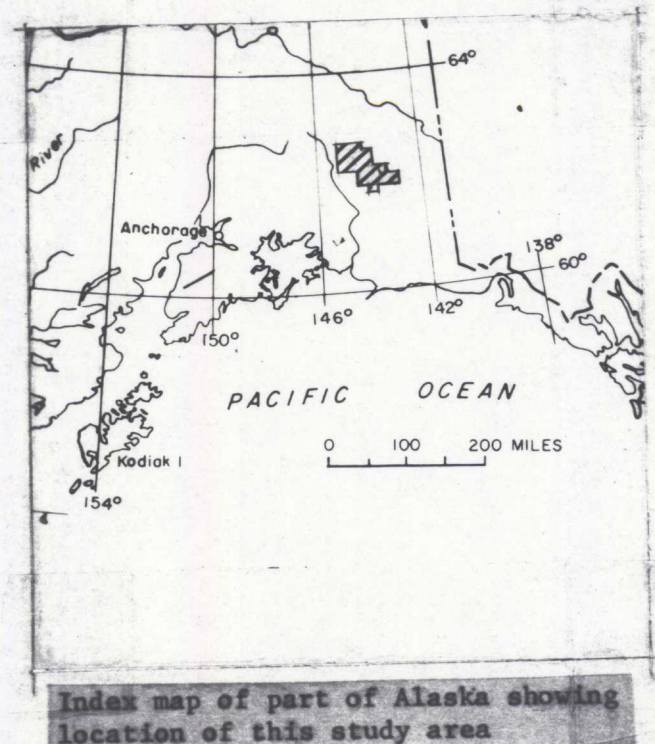 64°
River
Anchorage
138°
60°
150°
146°
142°
PACIFIC OCEAN
0 100 200 MILES
Kodiak I
154°
Index map of part of Alaska showing
location of this study area